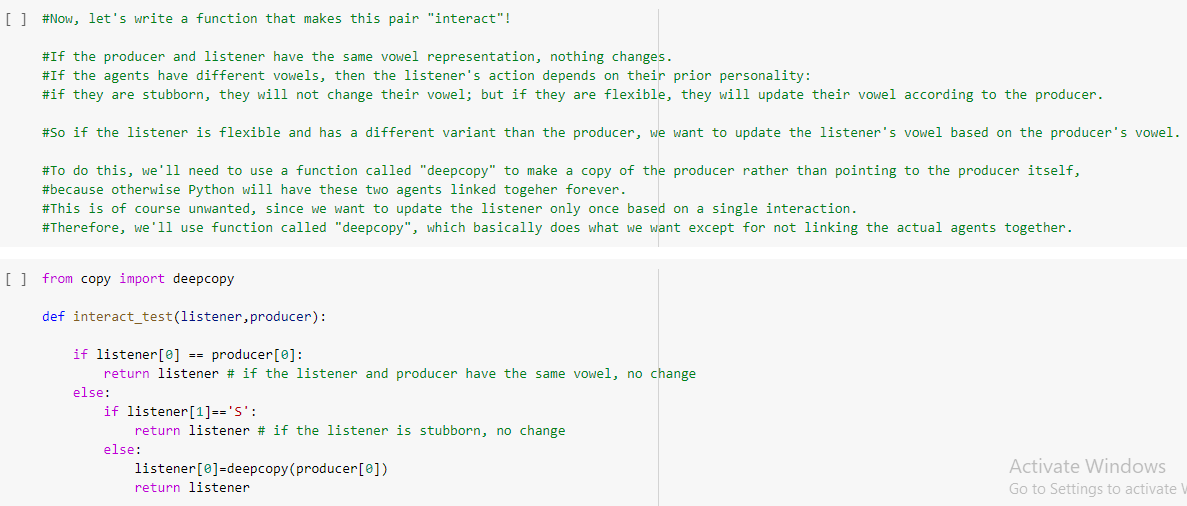 [ ] #Now, let's write a function that makes this pair "interact"!
#If the producer and listener have the same vowel representation, nothing changes.
#If the agents have different vowels, then the listener's action depends on their prior personality:
#if they are stubborn, they will not change their vowel; but if they are flexible, they will update their vowel according to the producer.
#So if the listener is flexible and has a different variant than the producer, we want to update the listener's vowel based on the producer's vowel.
#To do this, we'll need to use a function called "deepcopy" to make a copy of the producer rather than pointing to the producer itself,
#because otherwise Python will have these two agents linked togeher forever.
#This is of course unwanted, since we want to update the listener only once based on a single interaction.
#Therefore, we'll use function called "deepcopy", which basically does what we want except for not linking the actual agents together.
[ ] from copy import deepcopy
def interact_test(listener,producer):
if listener[0] == producer[0]:
return listener # if the listener and producer have the same vowel, no change
else:
if listener[1]=='S':
return listener # if the listener is stubborn, no change
else:
listener[0]=deepcopy(producer[0])
return listener
Activate Windows
Go to Settings to activate